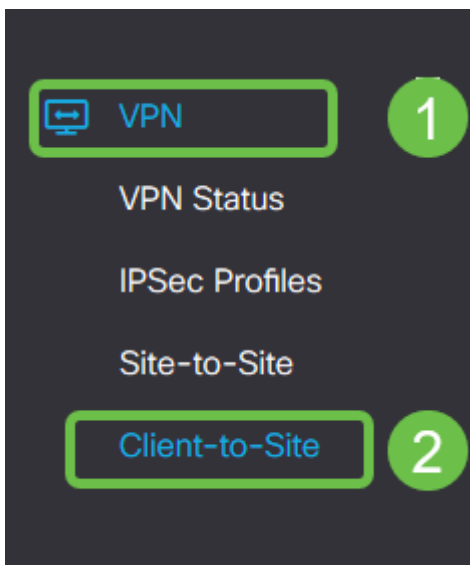 VPN
1
VPN Status
IPSec Profiles
Site-to-Site
Client-to-Site
2